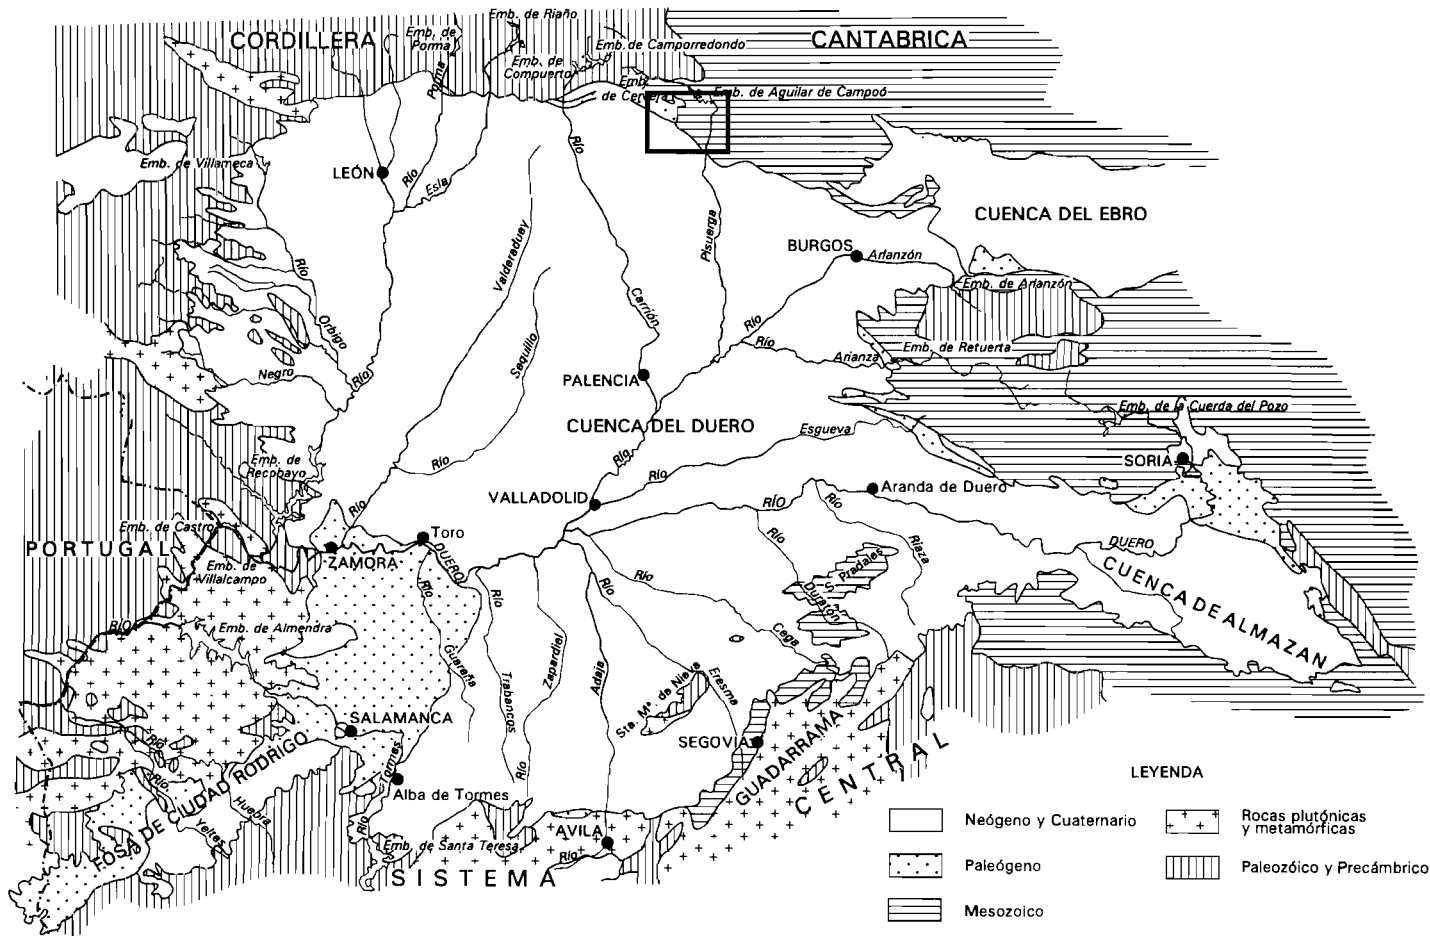 Emb. de Riaño
CORDILLERA
Emb. de
Porma
CANTABRICA
Emb. de Camporredondo
Emb. de
Compuerto
Porma
Emb.
de Cervera
Emb. de Aguilar de Campoó
Río
Emb. de Villameca
LEÓN
Río
Esla
CUENCA DEL EBRO
Pisuerga
Valderaduey
BURGOS
Arlanzón
Río
Emb. de Arlanzón
Carrión
Orbigo
Río
Río
Arlanza
Emb. de Retuerta
Sequillo
Negro
Río
PALENCIA
Emb. de la Cuerda del Pozo
CUENCA DEL DUERO
Esgueva
Emb. de
Recobayo
Río
Río
Río
SORIA
VALLADOLID
Aranda de Duero
Río
RÍO
Río
Emb. de Castro
Toro
PORTUGAL
ZAMORA
DUERO
Río
Riaza
DUERO
Emb. de
Villalcampo
Río
Río
Río
Río
S. Pradales
CUENCA DE ALMAZAN
Duratón
RÍO
Emb. de Almendra
Cega
Guareña
Trabancos
Zapardiel
Adaja
Eresma
Sta. Mª de Nieva
SALAMANCA
SEGOVIA
GUADARRAMA
Río
Tormes
Río
CENTRAL
LEYENDA
Río
FOSA DE CIUDAD RODRIGO
Alba de Tormes
Huebra
Yeltes
Neógeno y Cuaternario
Rocas plutónicas
y metamórficas
Río
AVILA
Emb. de Santa Teresa
Río
Paleógeno
Paleozóico y Precámbrico
SISTEMA
Mesozoico